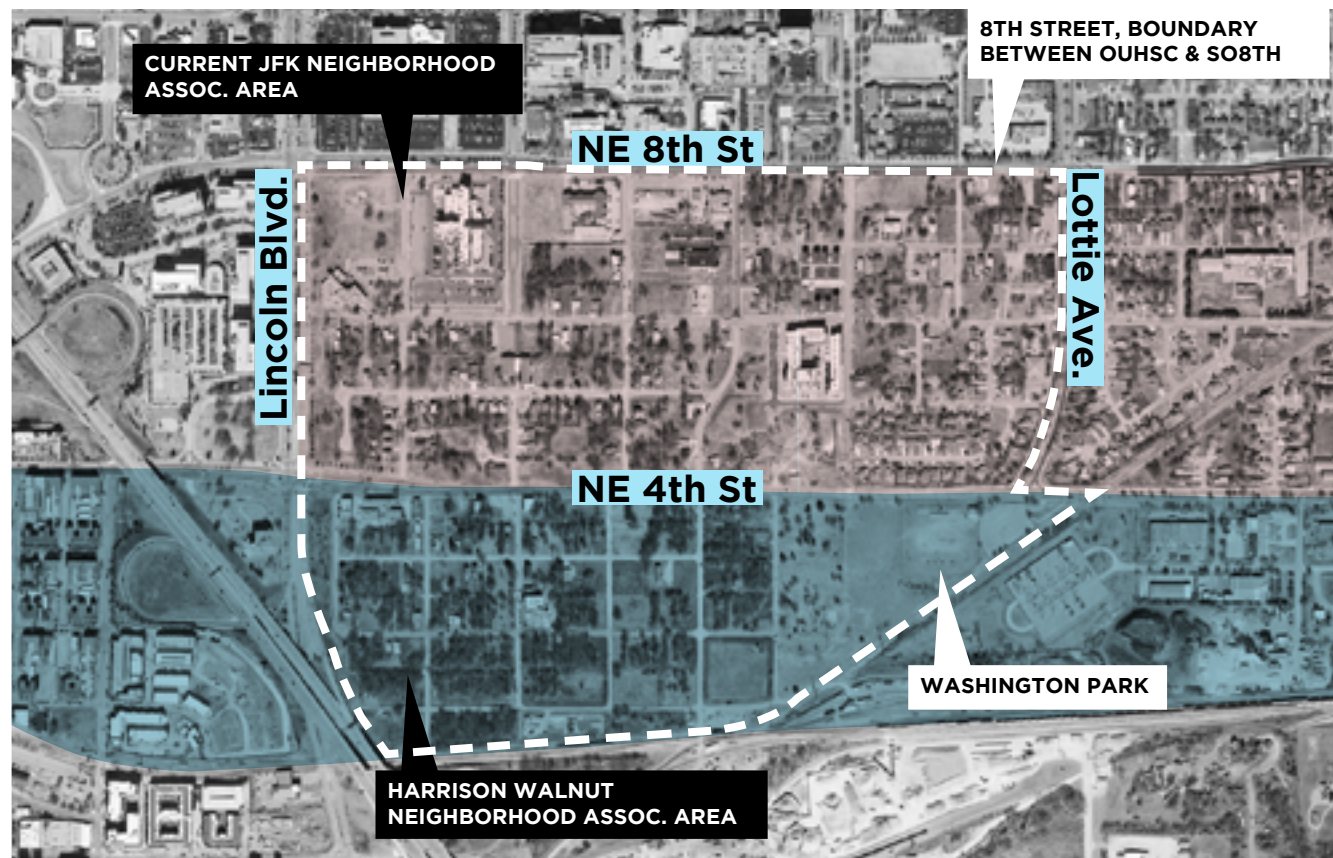 8TH STREET, BOUNDARY
BETWEEN OUHSC & SO8TH
CURRENT JFK NEIGHBORHOOD
ASSOC. AREA
NE 8th St
Lincoln Blvd.
Lottie Ave.
NE 4th St
WASHINGTON PARK
HARRISON WALNUT
NEIGHBORHOOD ASSOC. AREA